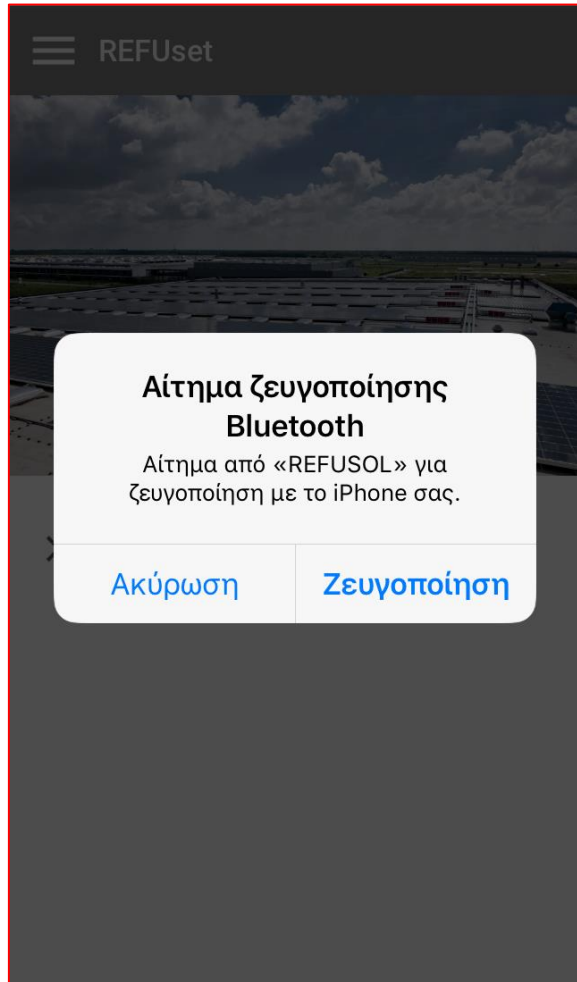 REFUset
Αίτημα ζευγοποίησης
Bluetooth
Αίτημα από «REFUSOL» για
ζευγοποίηση με το iPhone σας.
Ακύρωση
Ζευγοποίηση